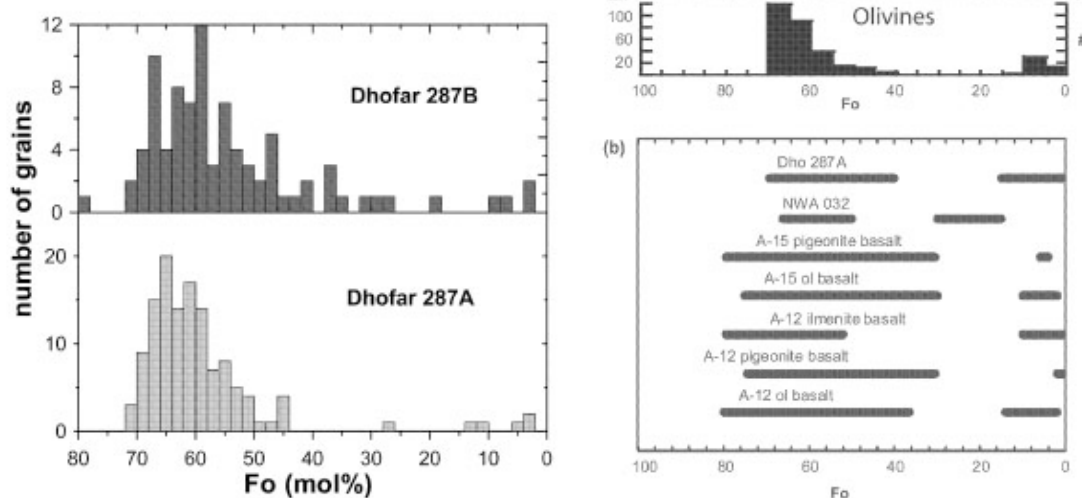 12
8
4
0
Dhofar 287B
20
10
0
Dhofar 287A
number of grains
80 70 60 50 40 30 20 10 0
Fo (mol%)
100
60
20
Olivines
100 80 60 40 20 0
Fo
(b)
Dho 287A
NWA 032
A-15 pigeonite basalt
A-15 ol basalt
A-12 ilmenite basalt
A-12 pigeonite basalt
A-12 ol basalt
100 80 60 40 20 0
Fo